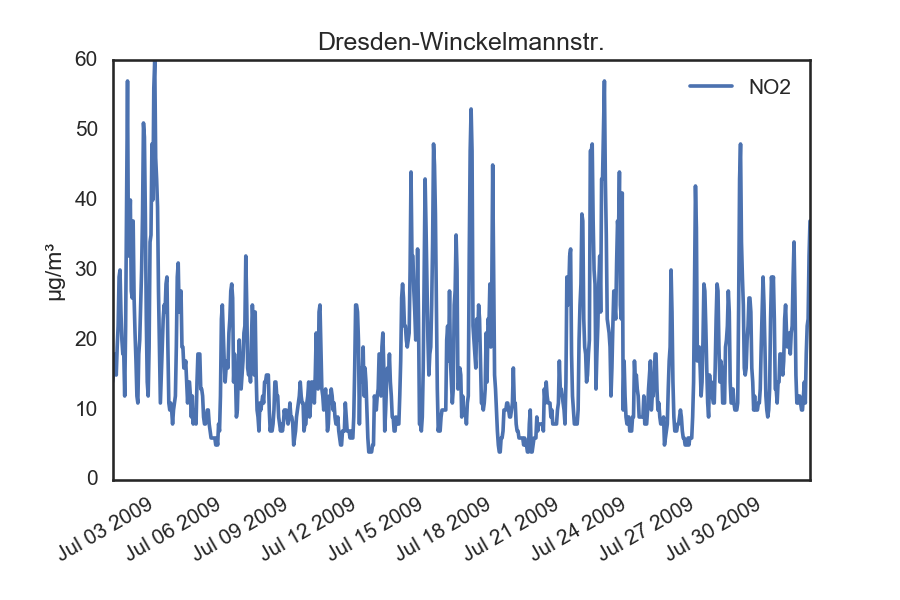 Dresden-Winckelmannstr.
60
50
40
30
20
10
0
µg/m³
NO2
Jul 03 2009
Jul 06 2009
Jul 09 2009
Jul 12 2009
Jul 15 2009
Jul 18 2009
Jul 21 2009
Jul 24 2009
Jul 27 2009
Jul 30 2009